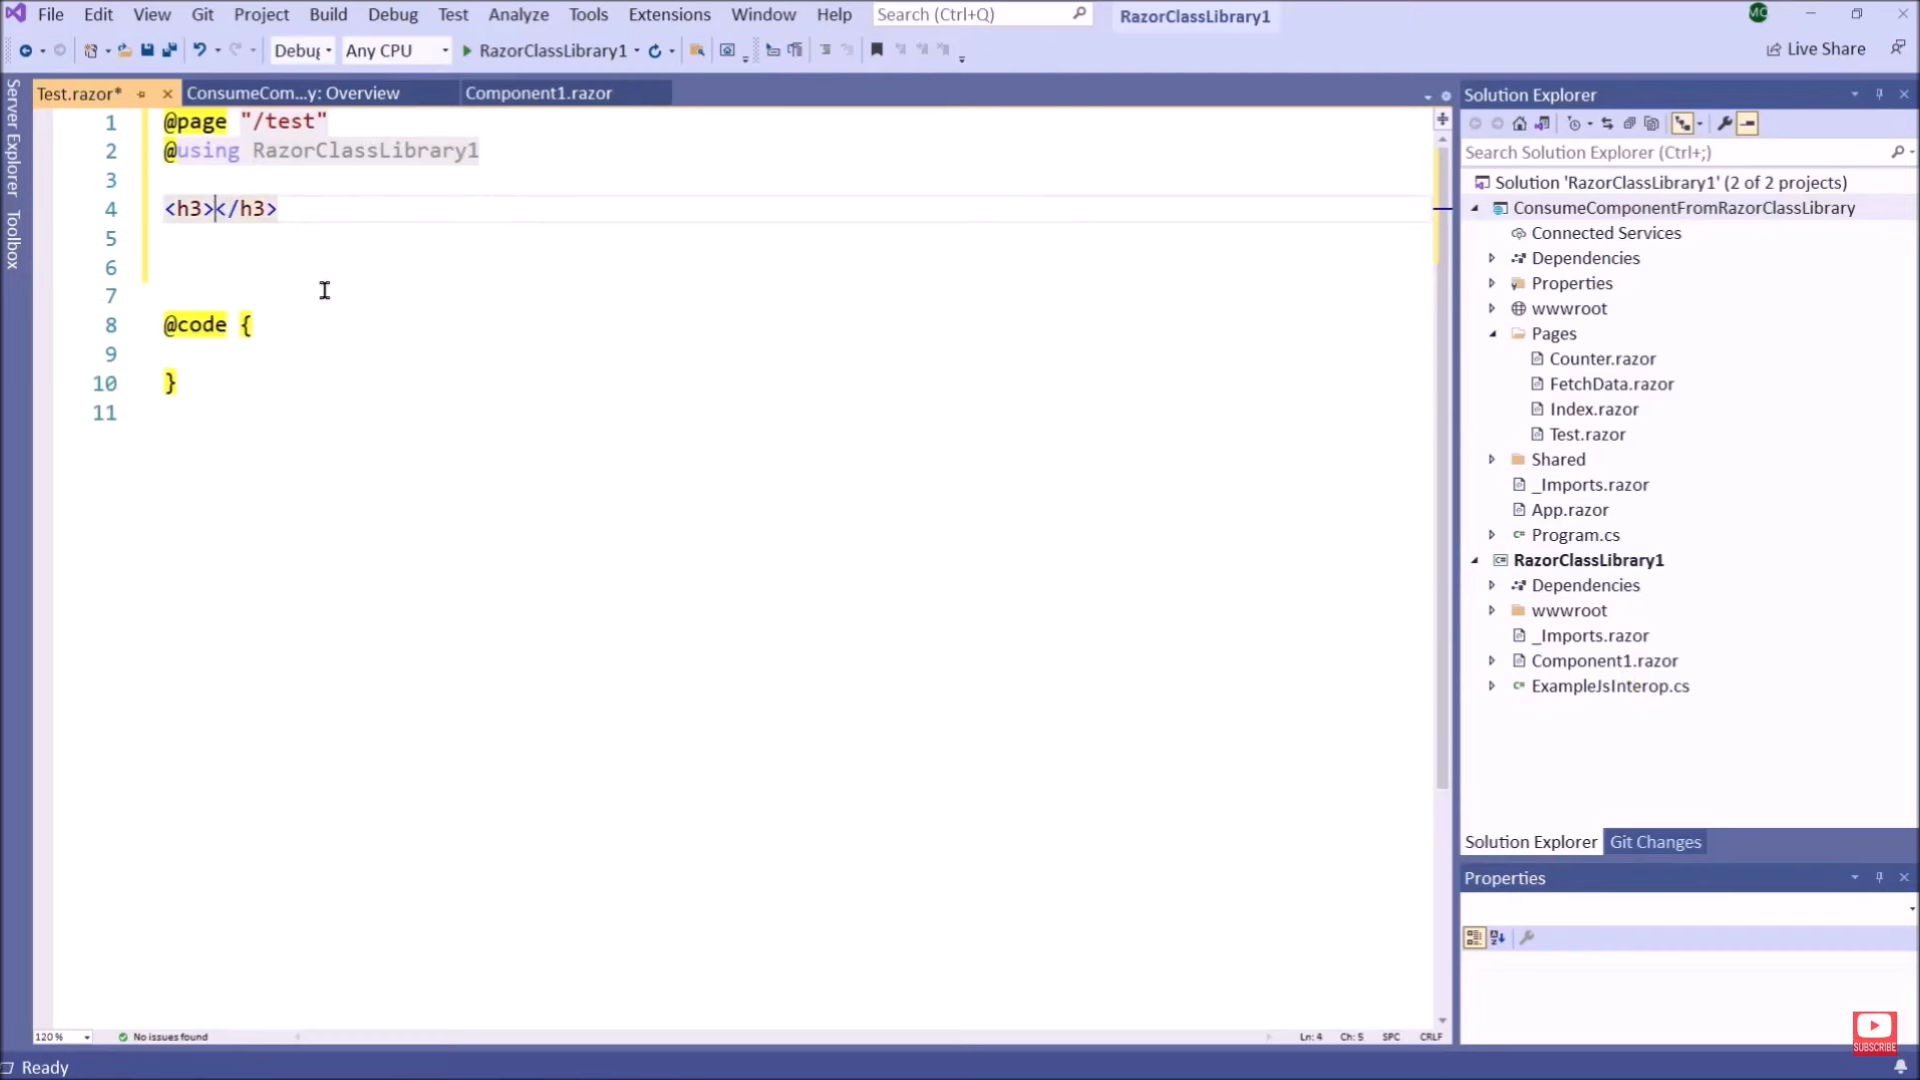 File Edit View Git Project Build Debug Test Analyze Tools Extensions Window Help Search (Ctrl+Q) RazorClassLibrary1 MC
Debug Any CPU RazorClassLibrary1 Live Share
Server Explorer
Toolbox
Test.razor* ConsumeCom...y: Overview Component1.razor
1 @page "/test"
2 @using RazorClassLibrary1
3
4 <h3></h3>
5
6
7
8 @code {
9
10 }
11
Solution Explorer
Search Solution Explorer (Ctrl+;)
Solution 'RazorClassLibrary1' (2 of 2 projects)
ConsumeComponentFromRazorClassLibrary
Connected Services
Dependencies
Properties
wwwroot
Pages
Counter.razor
FetchData.razor
Index.razor
Test.razor
Shared
_Imports.razor
App.razor
C# Program.cs
C# RazorClassLibrary1
Dependencies
wwwroot
_Imports.razor
Component1.razor
C# ExampleJsInterop.cs
Solution Explorer Git Changes
Properties
SUBSCRIBE
120 % No issues found Ln: 4 Ch: 5 SPC CRLF
Ready